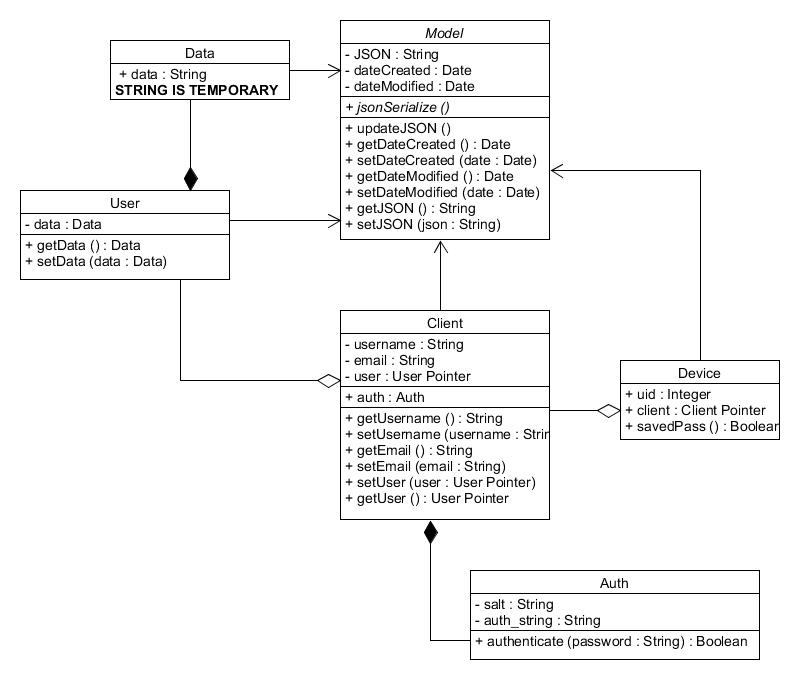 Data
+ data : String
STRING IS TEMPORARY
Model
- JSON : String
- dateCreated : Date
- dateModified : Date
+ jsonSerialize ()
+ updateJSON ()
+ getDateCreated () : Date
+ setDateCreated (date : Date)
+ getDateModified () : Date
+ setDateModified (date : Date)
+ getJSON () : String
+ setJSON (json : String)
User
- data : Data
+ getData () : Data
+ setData (data : Data)
Client
- username : String
- email : String
- user : User Pointer
+ auth : Auth
+ getUsername () : String
+ setUsername (username : Strin
+ getEmail () : String
+ setEmail (email : String)
+ setUser (user : User Pointer)
+ getUser () : User Pointer
Device
+ uid : Integer
+ client : Client Pointer
+ savedPass () : Boolean
Auth
- salt : String
- auth_string : String
+ authenticate (password : String) : Boolean